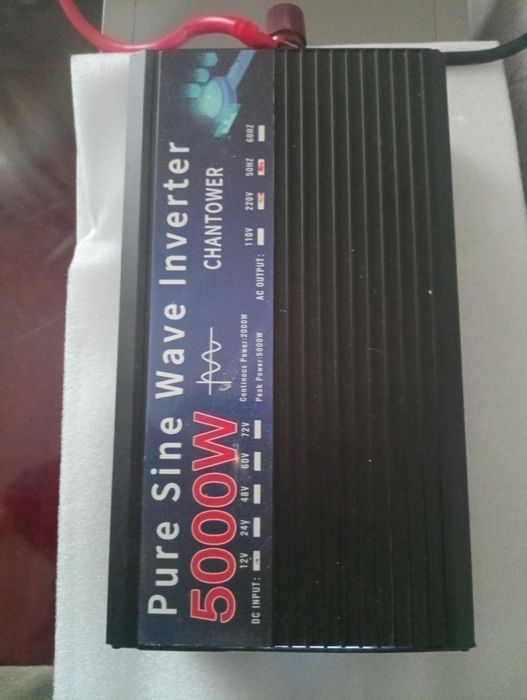 Pure Sine Wave Inverter
5000W
CHANTOWER
Continous Power:2000W
Peak Power:5000W
DC INPUT: 12V 24V 48V 60V 72V
AC OUTPUT: 110V 220V 50HZ 60HZ